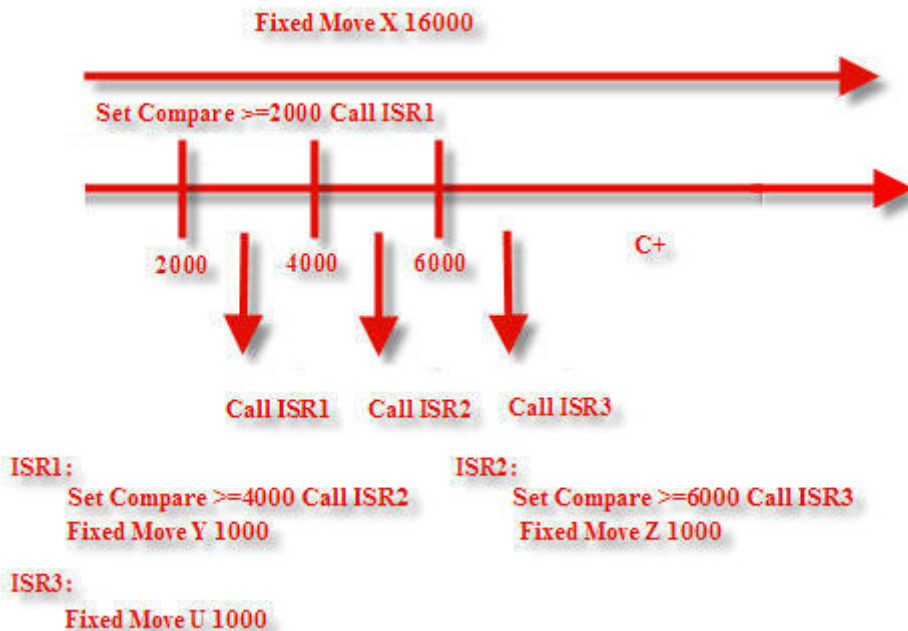 Fixed Move X 16000
Set Compare >=2000 Call ISR1
2000
4000
6000
C+
Call ISR1
Call ISR2
Call ISR3
ISR1:
Set Compare >=4000 Call ISR2
Fixed Move Y 1000
ISR2:
Set Compare >=6000 Call ISR3
Fixed Move Z 1000
ISR3:
Fixed Move U 1000